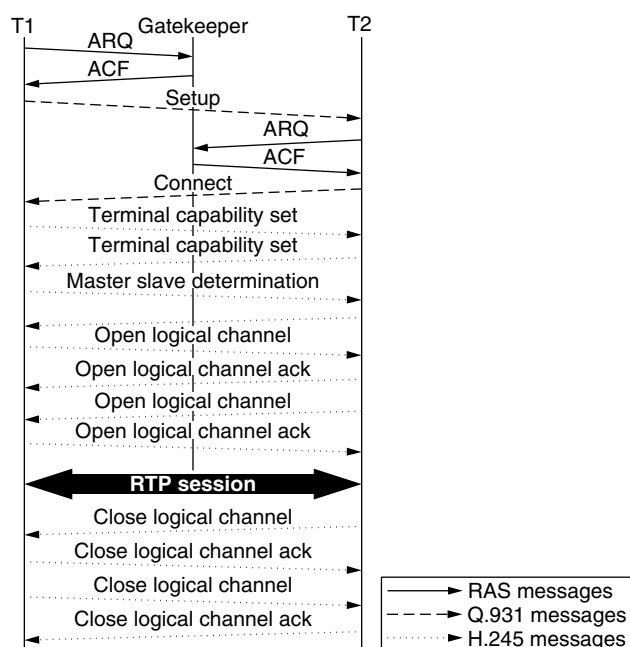 T1 Gatekeeper T2
ARQ
ACF
Setup
ARQ
ACF
Connect
Terminal capability set
Terminal capability set
Master slave determination
Open logical channel
Open logical channel ack
Open logical channel
Open logical channel ack
RTP session
Close logical channel
Close logical channel ack
Close logical channel
Close logical channel ack
RAS messages
Q.931 messages
H.245 messages